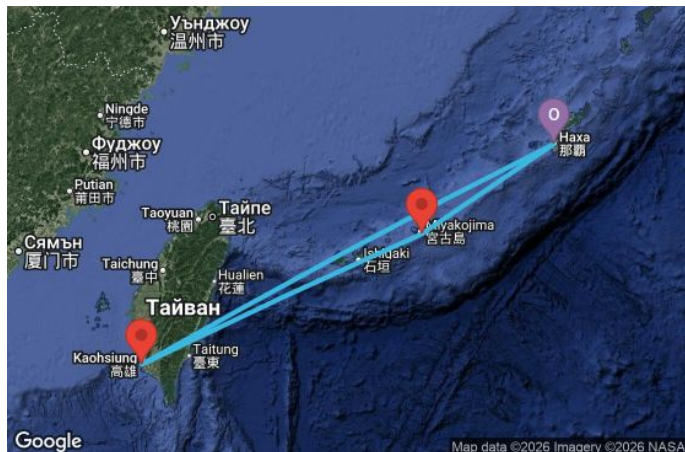 Уънджоу
温州市
Ningde
宁德市
Фуджоу
福州市
Putian
莆田市
Сямън
厦门市
Taoyuan
桃園
Тайпе
臺北
Taichung
臺中
Hualien
花蓮
Тайван
Kaohsiung
高雄
Taitung
臺東
O
Наха
那覇
Miyakojima
宮古島
Ishigaki
石垣
Google
Map data ©2026 Imagery ©2026 NASA